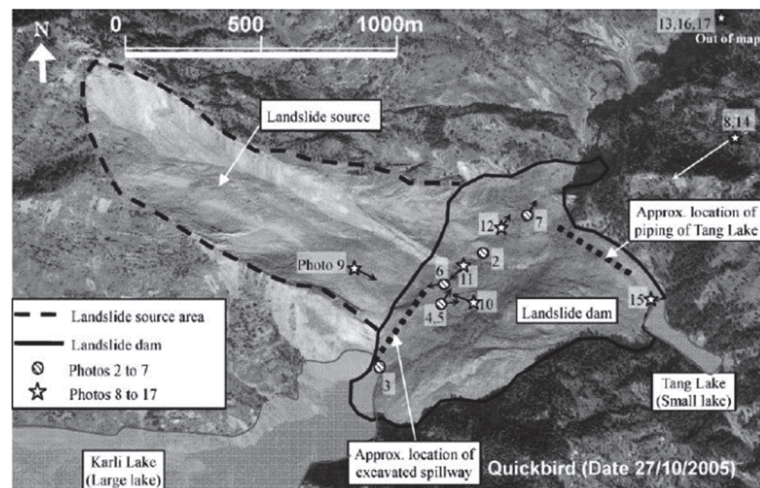 N
0 500 1000m
13,16,17
Out of map
8,14
Landslide source
Approx. location of
piping of Tang Lake
7
12
2
Photo 9
11
6
4,5
10
15
Landslide dam
Landslide source area
Landslide dam
Photos 2 to 7
Photos 8 to 17
3
Tang Lake
(Small lake)
Approx. location of
excavated spillway
Karli Lake
(Large lake)
Quickbird (Date 27/10/2005)